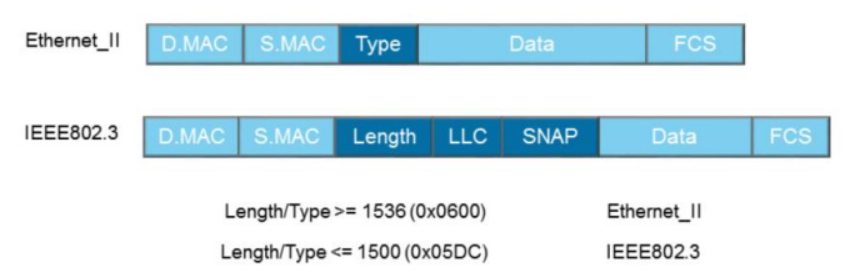 Ethernet_II D.MAC S.MAC Type Data FCS
IEEE802.3 D.MAC S.MAC Length LLC SNAP Data FCS
Length/Type >= 1536 (0x0600) Ethernet_II
Length/Type <= 1500 (0x05DC) IEEE802.3